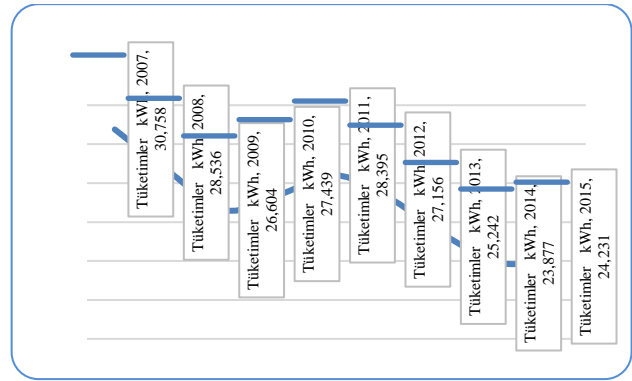 Tüketimler kWh, 2007,
30,758
Tüketimler kWh, 2008,
28,536
Tüketimler kWh, 2009,
26,604
Tüketimler kWh, 2010,
27,439
Tüketimler kWh, 2011,
28,395
Tüketimler kWh, 2012,
27,156
Tüketimler kWh, 2013,
25,242
Tüketimler kWh, 2014,
23,877
Tüketimler kWh, 2015,
24,231